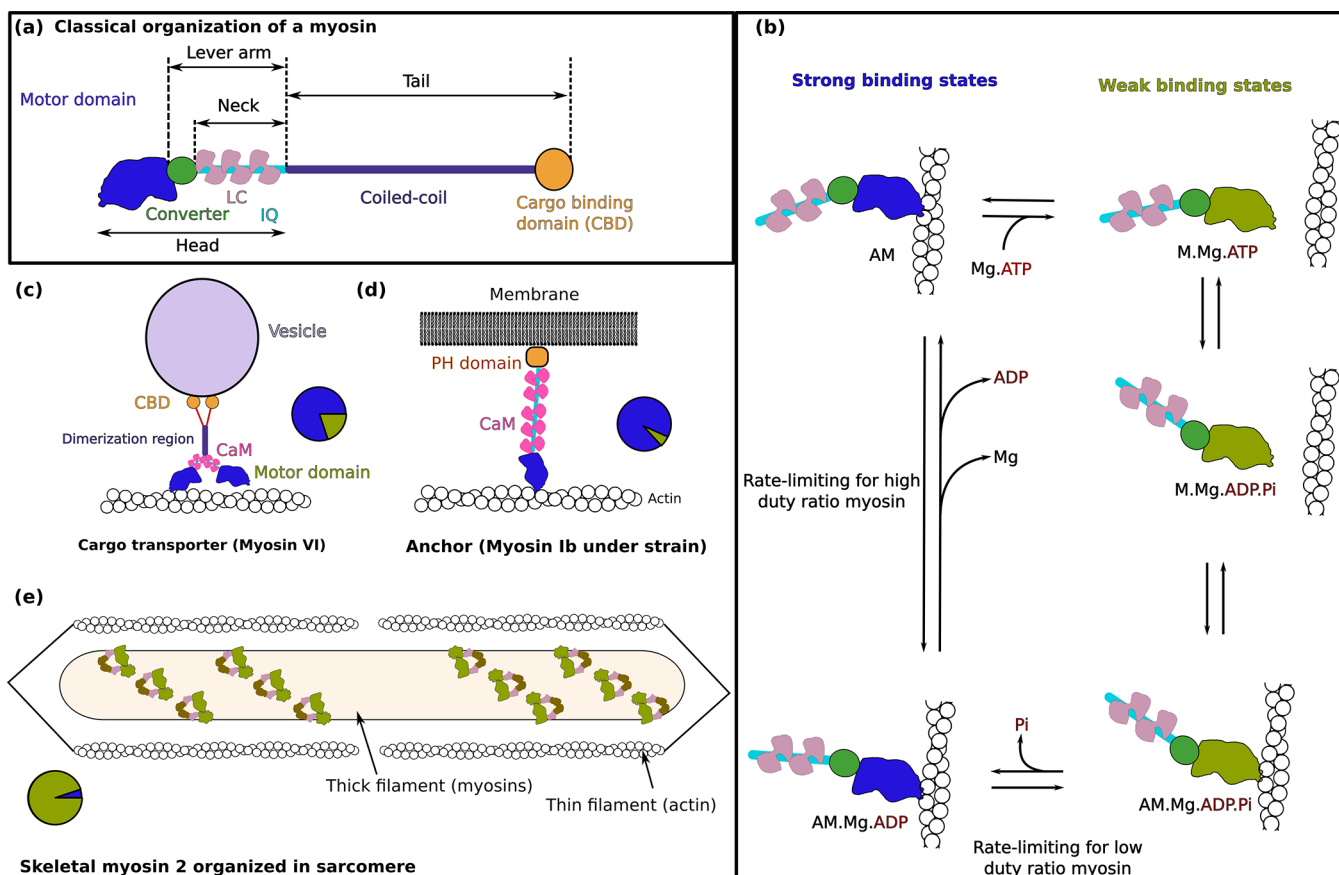 (a) Classical organization of a myosin
Lever arm
Tail
Motor domain
Neck
LC
Converter
IQ
Coiled-coil
Cargo binding
domain (CBD)
Head
(b)
Strong binding states
Weak binding states
AM
Mg.ATP
M.Mg.ATP
ADP
Mg
Rate-limiting for high
duty ratio myosin
M.Mg.ADP.Pi
Pi
AM.Mg.ADP
AM.Mg.ADP.Pi
Rate-limiting for low
duty ratio myosin
(c)
Vesicle
CBD
Dimerization region
CaM
Motor domain
Cargo transporter (Myosin VI)
(d)
Membrane
PH domain
CaM
Actin
Anchor (Myosin Ib under strain)
(e)
Thick filament (myosins)
Thin filament (actin)
Skeletal myosin 2 organized in sarcomere